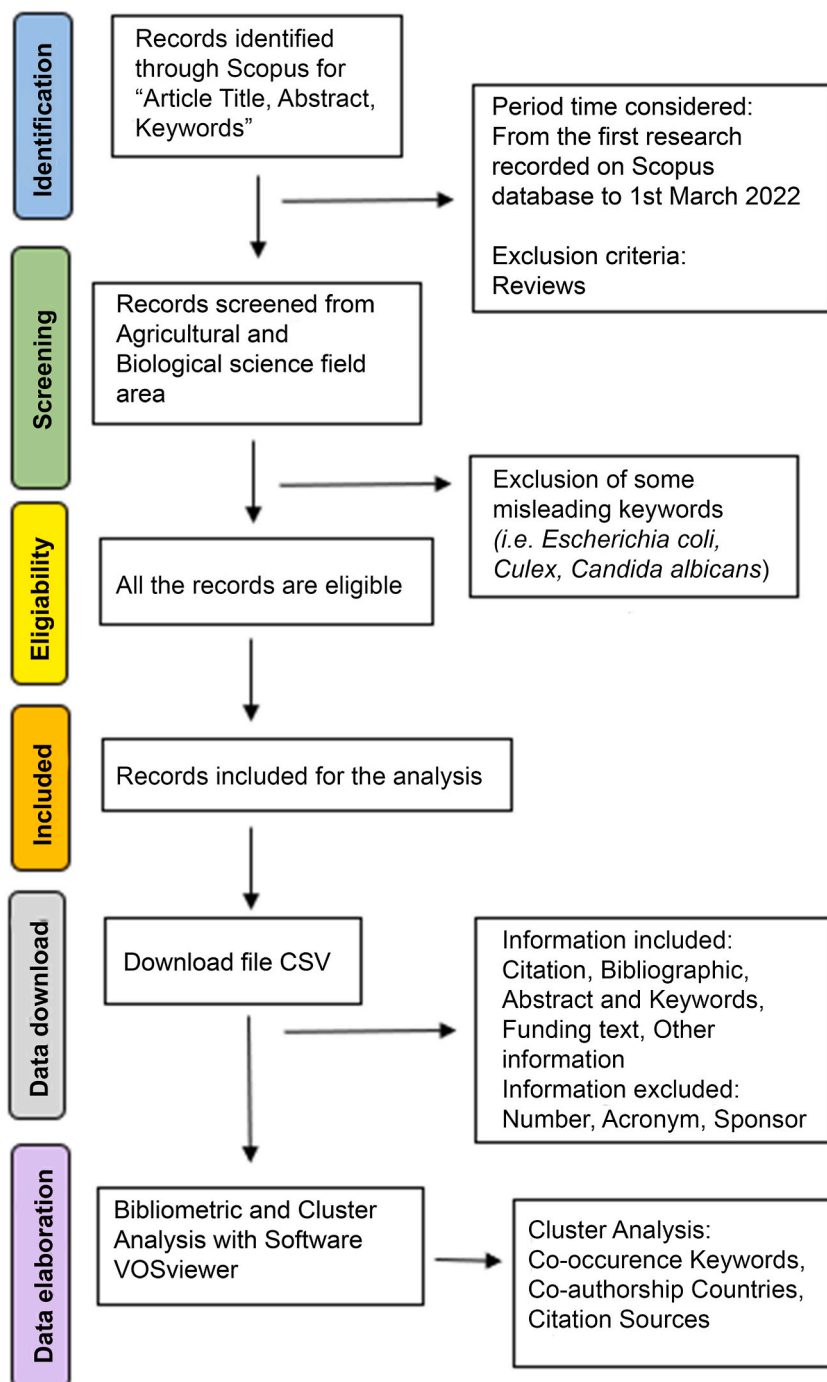 Identification
Records identified
through Scopus for
“Article Title, Abstract,
Keywords”
Period time considered:
From the first research
recorded on Scopus
database to 1st March 2022
Exclusion criteria:
Reviews
Screening
Records screened from
Agricultural and
Biological science field
area
Exclusion of some
misleading keywords
(i.e. Escherichia coli,
Culex, Candida albicans)
Eligiability
All the records are eligible
Included
Records included for the analysis
Data download
Download file CSV
Information included:
Citation, Bibliographic,
Abstract and Keywords,
Funding text, Other
information
Information excluded:
Number, Acronym, Sponsor
Data elaboration
Bibliometric and Cluster
Analysis with Software
VOSviewer
Cluster Analysis:
Co-occurence Keywords,
Co-authorship Countries,
Citation Sources